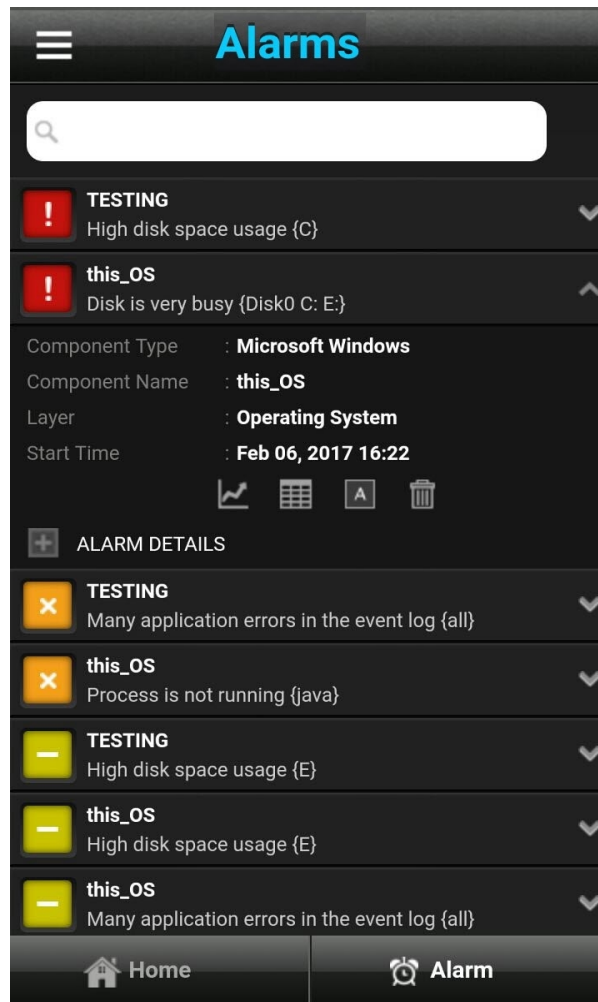 Alarms
TESTING
High disk space usage {C}
this_OS
Disk is very busy {Disk0 C: E:}
Component Type : Microsoft Windows
Component Name : this_OS
Layer : Operating System
Start Time : Feb 06, 2017 16:22
A
ALARM DETAILS
TESTING
Many application errors in the event log {all}
this_OS
Process is not running {java}
TESTING
High disk space usage {E}
this_OS
High disk space usage {E}
this_OS
Many application errors in the event log {all}
Home Alarm